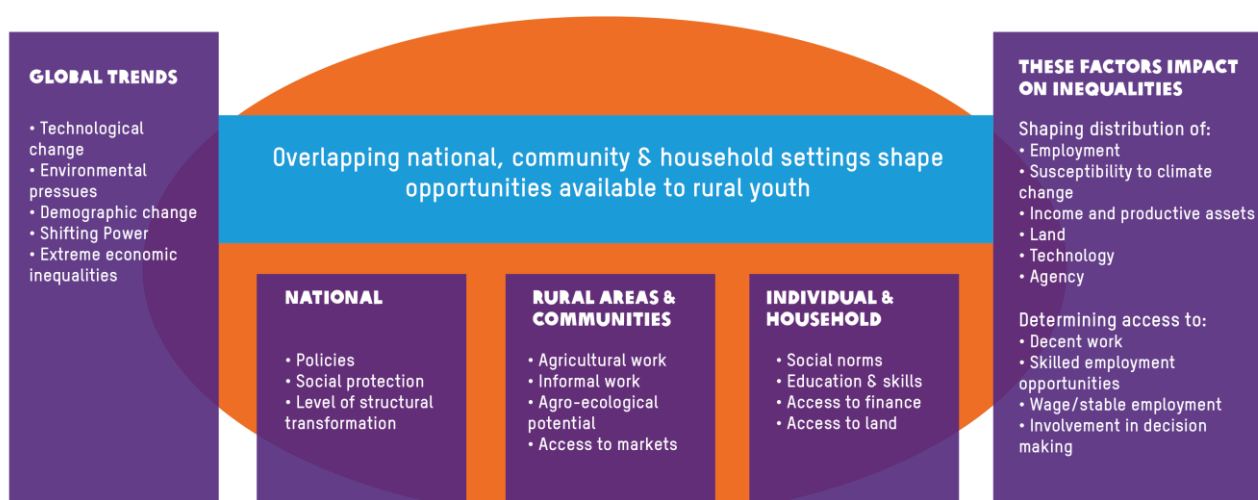 GLOBAL TRENDS
• Technological
change
• Environmental
pressues
• Demographic change
• Shifting Power
• Extreme economic
inequalities
Overlapping national, community & household settings shape
opportunities available to rural youth
NATIONAL
• Policies
• Social protection
• Level of structural
transformation
RURAL AREAS &
COMMUNITIES
• Agricultural work
• Informal work
• Agro-ecological
potential
• Access to markets
INDIVIDUAL &
HOUSEHOLD
• Social norms
• Education & skills
• Access to finance
• Access to land
THESE FACTORS IMPACT
ON INEQUALITIES
Shaping distribution of:
• Employment
• Susceptibility to climate
change
• Income and productive assets
• Land
• Technology
• Agency
Determining access to:
• Decent work
• Skilled employment
opportunities
• Wage/stable employment
• Involvement in decision
making